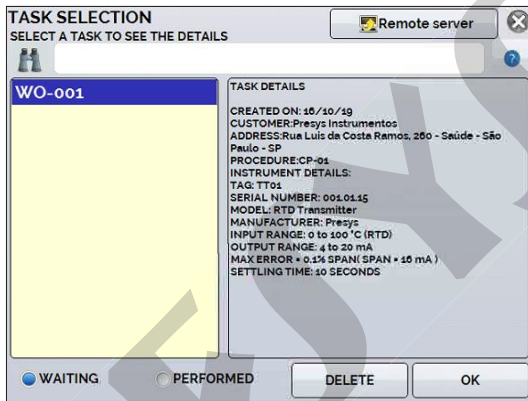 TASK SELECTION
Remote server
SELECT A TASK TO SEE THE DETAILS
?
WO-001
TASK DETAILS
CREATED ON: 16/10/19
CUSTOMER:Presys Instrumentos
ADDRESS:Rua Luis da Costa Ramos, 260 - Saúde - São
Paulo - SP
PROCEDURE:CP-01
INSTRUMENT DETAILS:
TAG: TT01
SERIAL NUMBER: 001.01.15
MODEL: RTD Transmitter
MANUFACTURER: Presys
INPUT RANGE: 0 to 100 °C (RTD)
OUTPUT RANGE: 4 to 20 mA
MAX ERROR = 0.1% SPAN( SPAN = 16 mA )
SETTLING TIME: 10 SECONDS
WAITING
PERFORMED
DELETE
OK